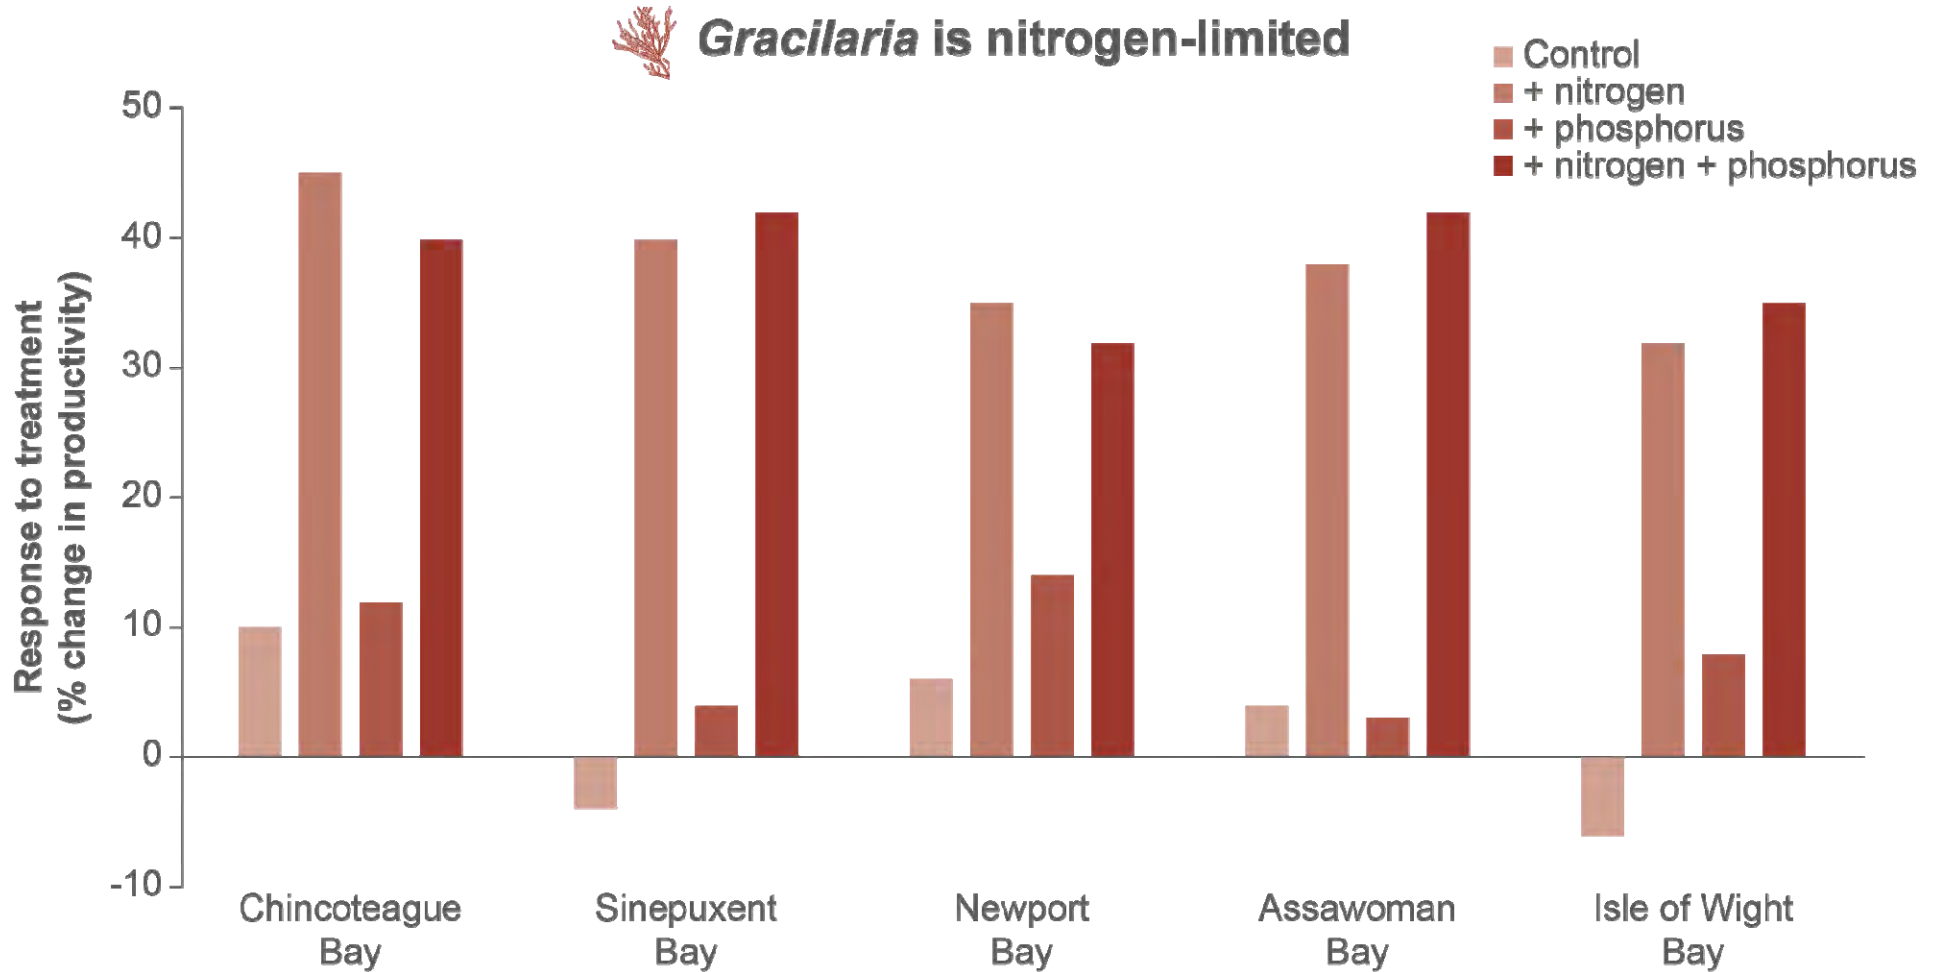 Gracilaria is nitrogen-limited
Control
+ nitrogen
+ phosphorus
+ nitrogen + phosphorus
Response to treatment
(% change in productivity)
50
40
30
20
10
0
-10
Chincoteague
Bay
Sinepuxent
Bay
Newport
Bay
Assawoman
Bay
Isle of Wight
Bay